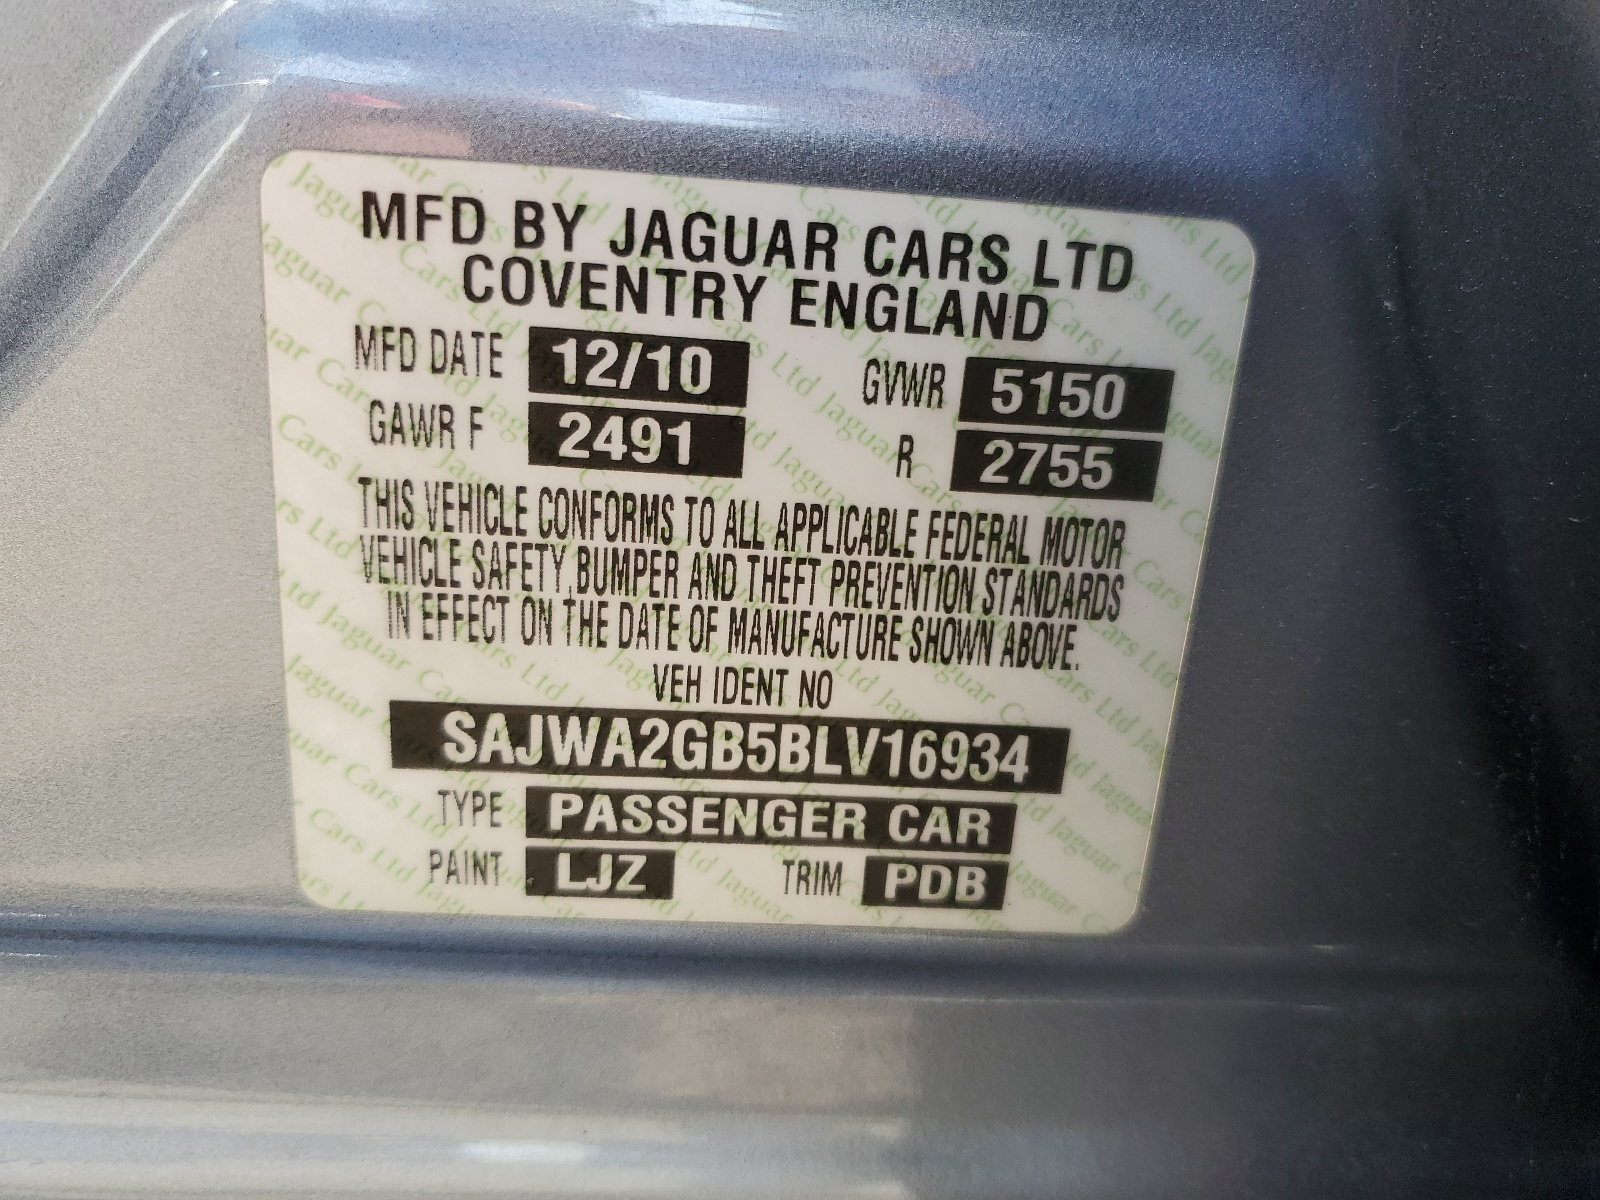 MFD BY JAGUAR CARS LTD
COVENTRY ENGLAND
MFD DATE 12/10 GVWR 5150
GAWR F 2491 R 2755
THIS VEHICLE CONFORMS TO ALL APPLICABLE FEDERAL MOTOR
VEHICLE SAFETY,BUMPER AND THEFT PREVENTION STANDARDS
IN EFFECT ON THE DATE OF MANUFACTURE SHOWN ABOVE.
VEH IDENT NO
SAJWA2GB5BLV16934
TYPE PASSENGER CAR
PAINT LJZ TRIM PDB